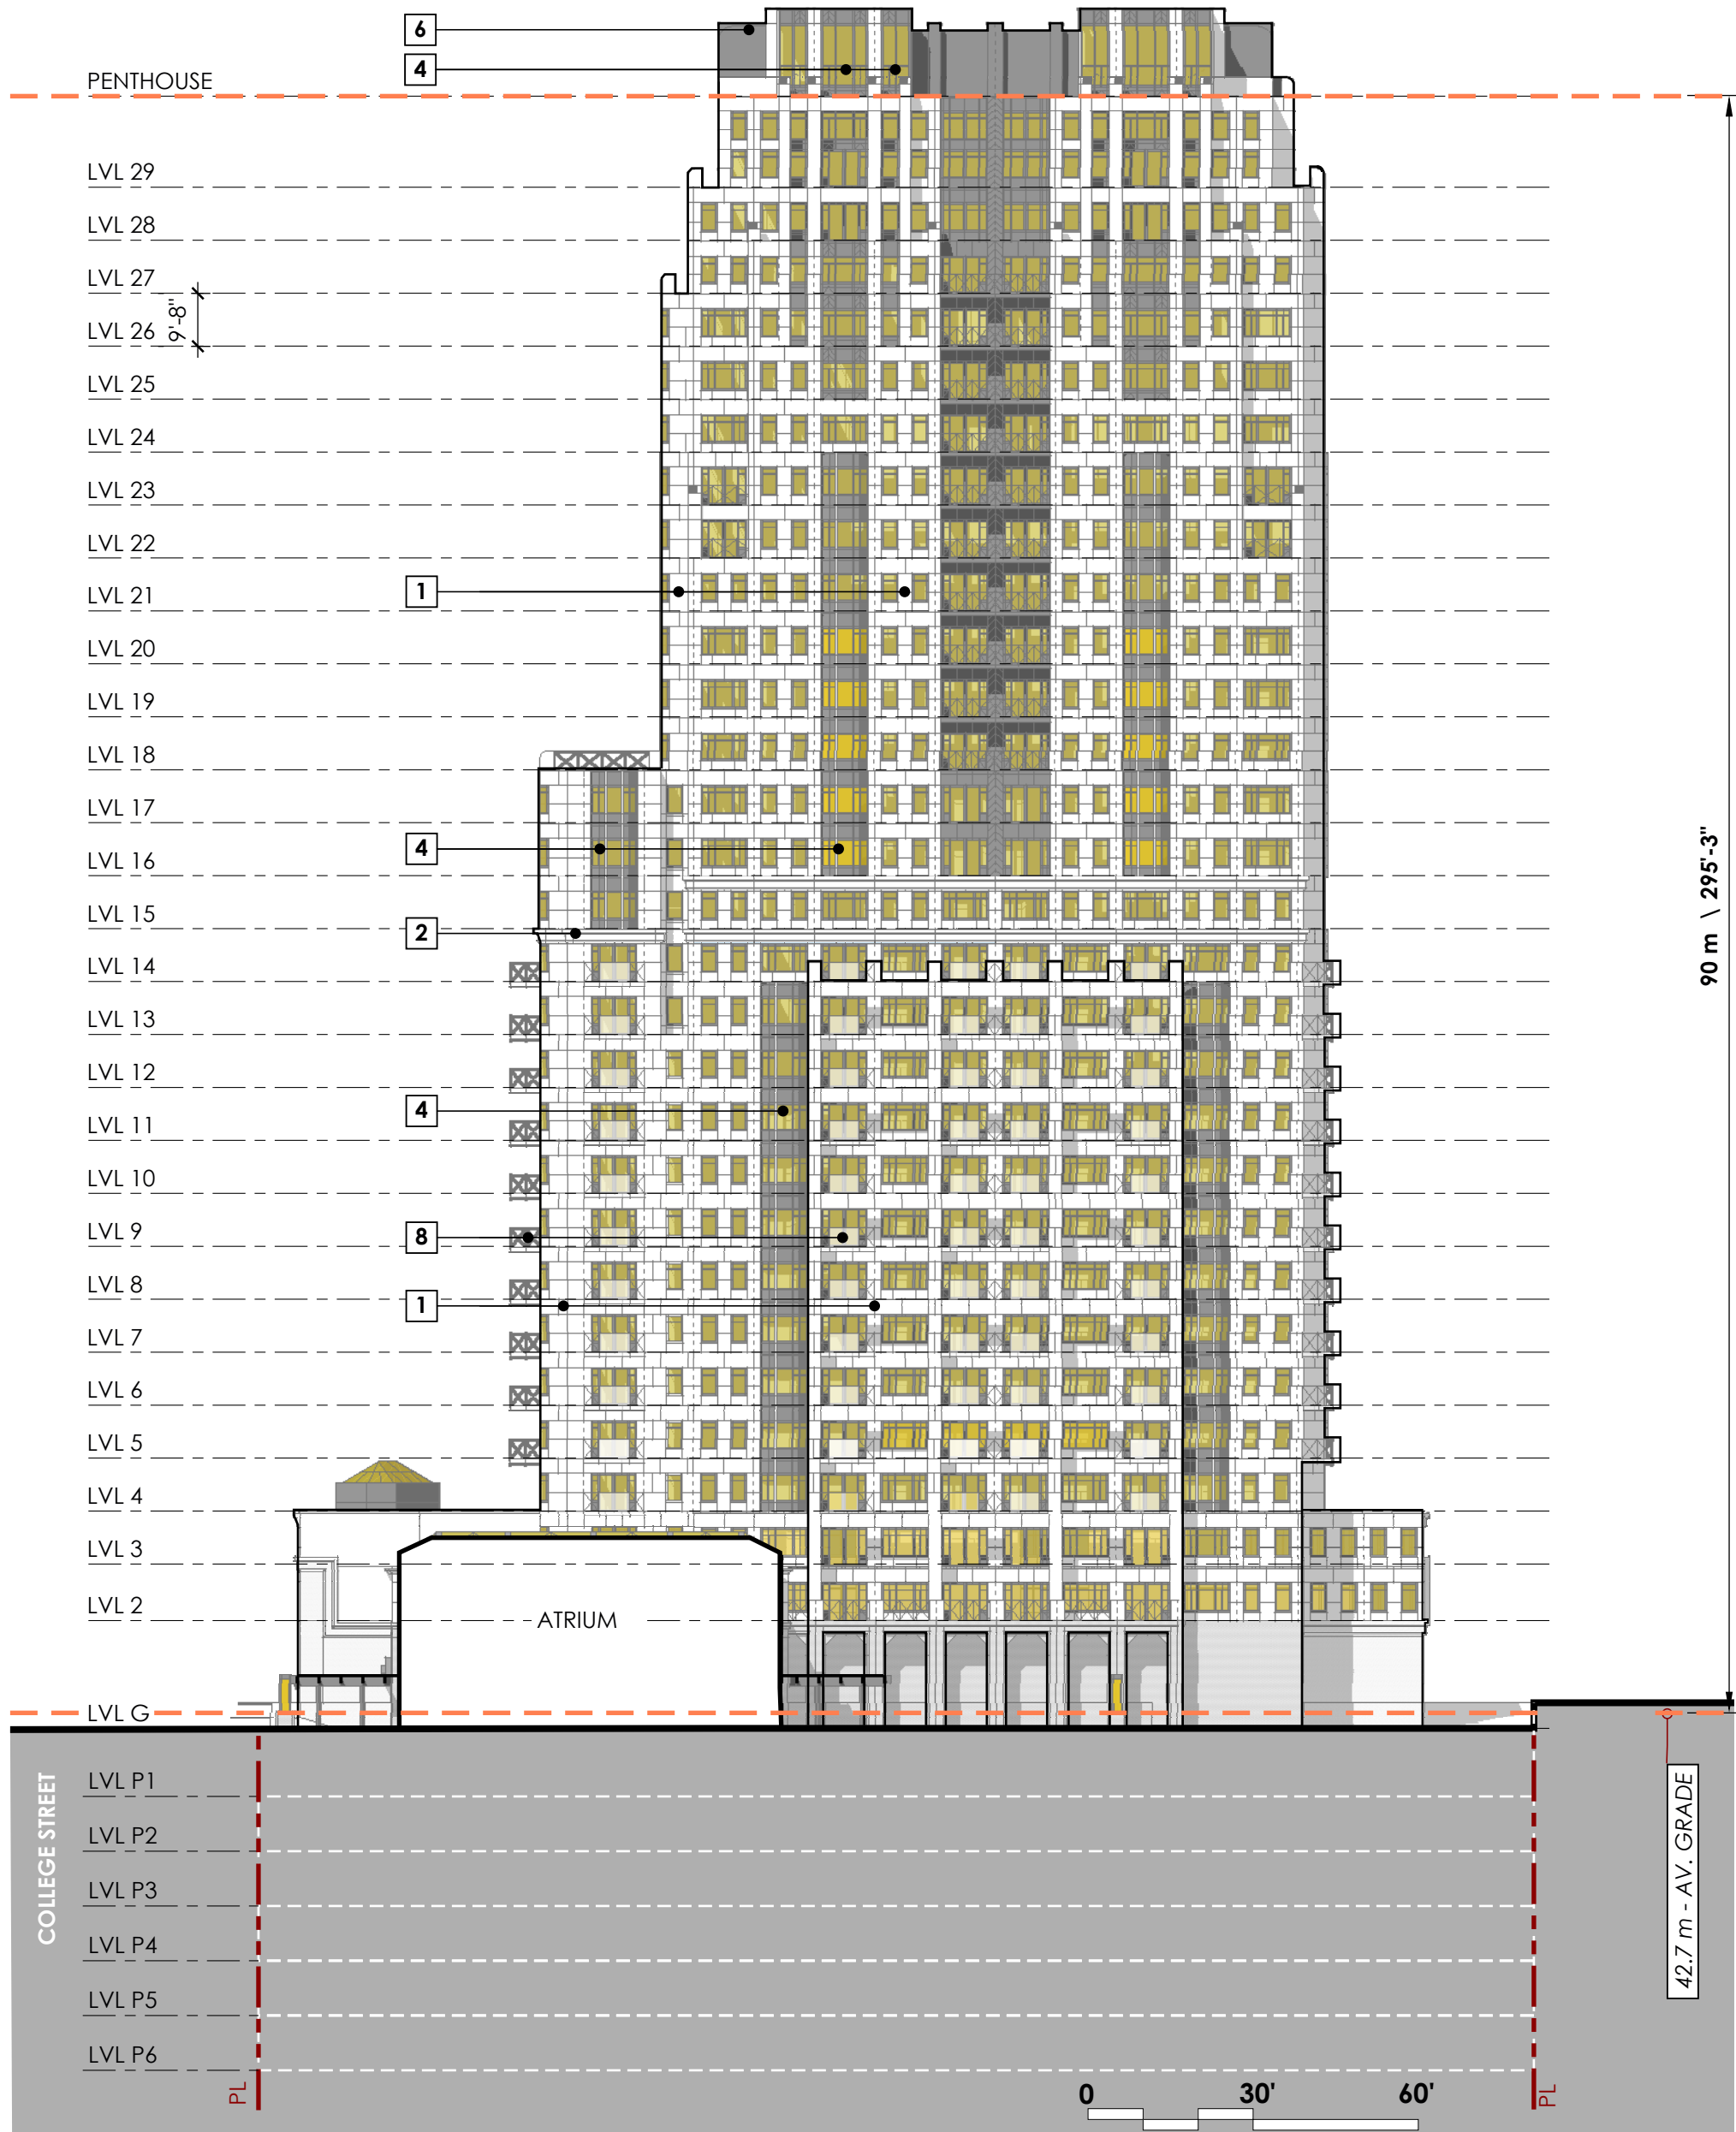 6
4
PENTHOUSE
LVL 29
LVL 28
LVL 27
9'-8"
LVL 26
LVL 25
LVL 24
LVL 23
LVL 22
1
LVL 21
LVL 20
LVL 19
LVL 18
LVL 17
4
LVL 16
90 m \ 295'-3"
LVL 15
2
LVL 14
LVL 13
LVL 12
4
LVL 11
LVL 10
LVL 9
8
LVL 8
1
LVL 7
LVL 6
LVL 5
LVL 4
LVL 3
LVL 2
ATRIUM
LVL G
LVL P1
LVL P2
LVL P3
LVL P4
LVL P5
LVL P6
COLLEGE STREET
42.7 m - AV. GRADE
PL
0 30' 60'
PL